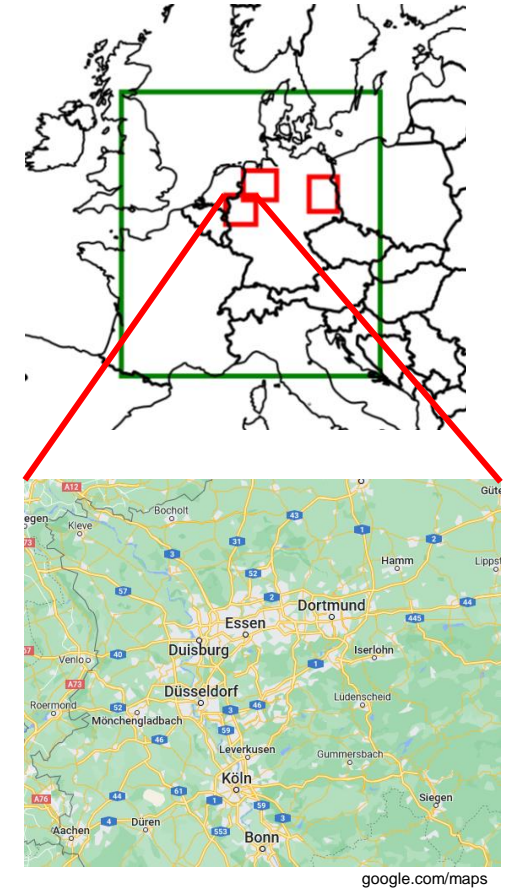 A12
Bocholt
Güte
egen
Kleve
43
1
73
31
2
3
Hamm
Lippst
52
57
2
44
Dortmund
Essen
445
Duisburg
Iserlohn
07
40
Venlo
1
A73
Düsseldorf
Lüdenscheid
Roermond
52
3
46
Mönchengladbach
59
46
Leverkusen
Gummersbach
Köln
44
61
A76
1
59
Siegen
4
Düren
553
Aachen
3
Bonn
google.com/maps